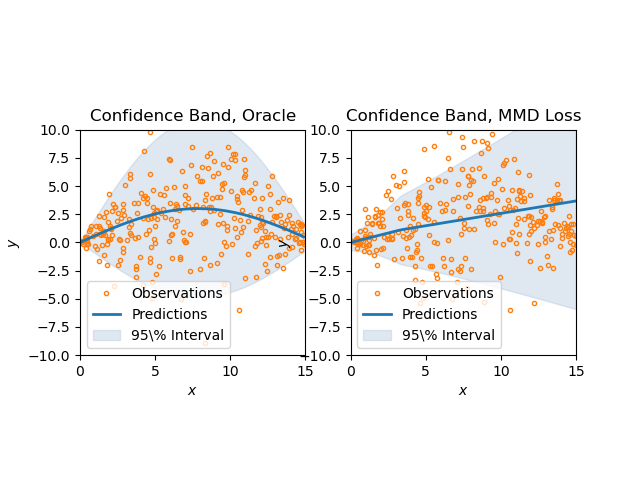 Confidence Band, Oracle
10.0
7.5
5.0
2.5
0.0
−2.5
−5.0
−7.5
−10.0
y
Observations
Predictions
95\% Interval
0 5 10 15
x
Confidence Band, MMD Loss
10.0
7.5
5.0
2.5
0.0
−2.5
−5.0
−7.5
−10.0
y
Observations
Predictions
95\% Interval
0 5 10 15
x